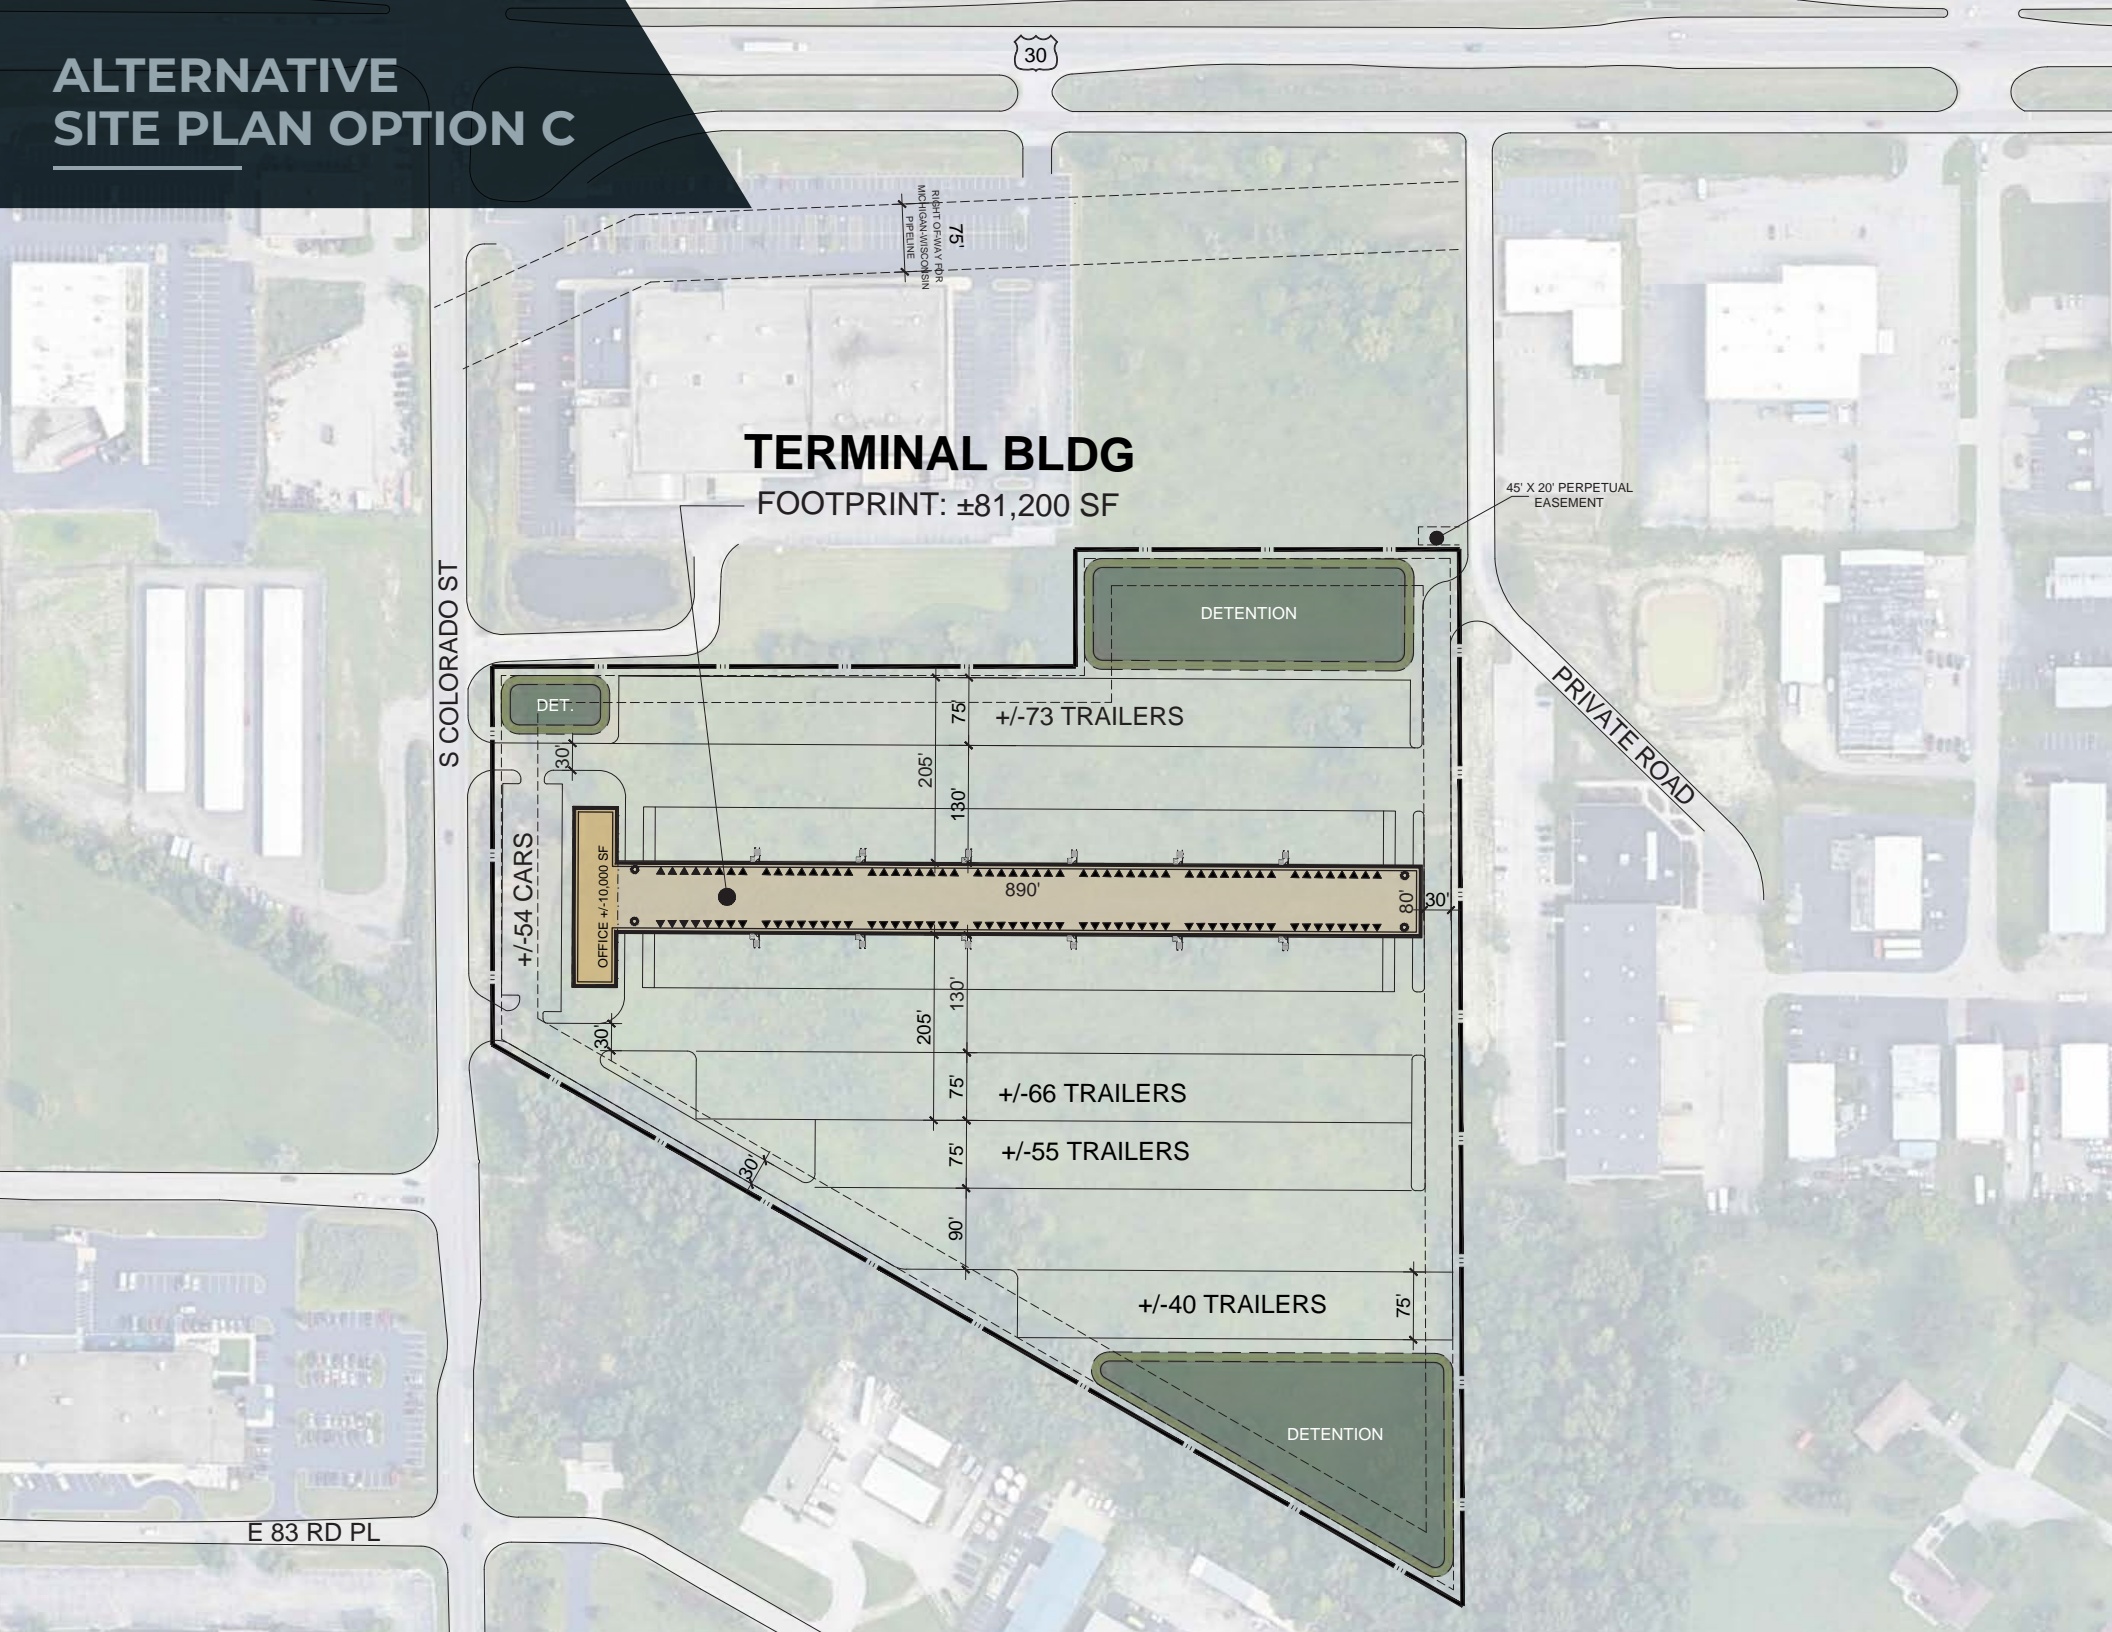 ALTERNATIVE
SITE PLAN OPTION C
30
RIGHT OF-WAY FOR
MICHIGAN-WISCONSIN
PIPELINE
75'
TERMINAL BLDG
FOOTPRINT: ±81,200 SF
45' X 20' PERPETUAL
EASEMENT
S COLORADO ST
DETENTION
DET.
PRIVATE ROAD
75'
+/-73 TRAILERS
30'
205'
130'
+/-54 CARS
OFFICE +/-10,000 SF
890'
80'
30'
130'
205'
30'
75'
+/-66 TRAILERS
75'
+/-55 TRAILERS
30'
90'
+/-40 TRAILERS
75'
DETENTION
E 83 RD PL